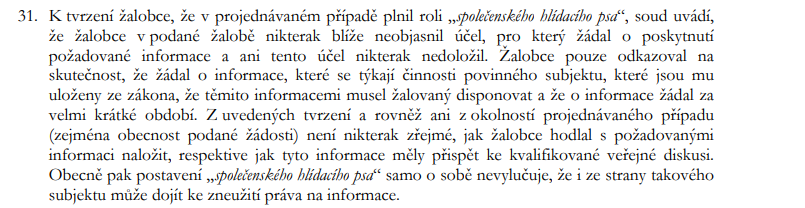 31. K tvrzení žalobce, že v projednávaném případě plnil roli „společenského hlídacího psa“, soud uvádí,
že žalobce v podané žalobě nikterak blíže neobjasnil účel, pro který žádal o poskytnutí
požadované informace a ani tento účel nikterak nedoložil. Žalobce pouze odkazoval na
skutečnost, že žádal o informace, které se týkají činnosti povinného subjektu, které jsou mu
uloženy ze zákona, že těmito informacemi musel žalovaný disponovat a že o informace žádal za
velmi krátké období. Z uvedených tvrzení a rovněž ani z okolností projednávaného případu
(zejména obecnost podané žádosti) není nikterak zřejmé, jak žalobce hodlal s požadovanými
informaci naložit, respektive jak tyto informace měly přispět ke kvalifikované veřejné diskusi.
Obecně pak postavení „společenského hlídacího psa“ samo o sobě nevylučuje, že i ze strany takového
subjektu může dojít ke zneužití práva na informace.